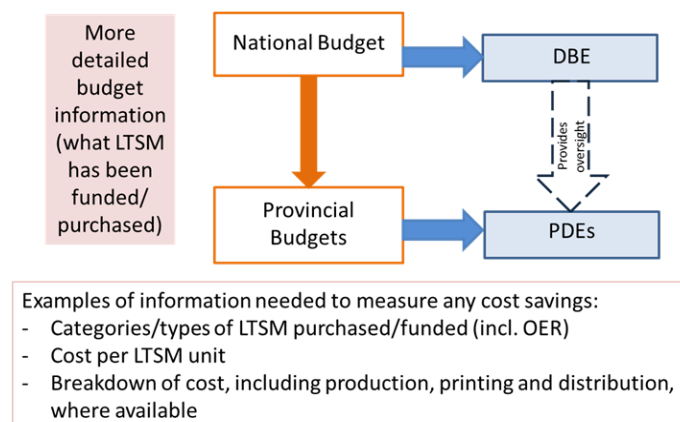 More
detailed
budget
information
(what LTSM
has been
funded/
purchased)
National Budget
DBE
Provides
oversight
Provincial
Budgets
PDEs
Examples of information needed to measure any cost savings:
- Categories/types of LTSM purchased/funded (incl. OER)
- Cost per LTSM unit
- Breakdown of cost, including production, printing and distribution,
where available